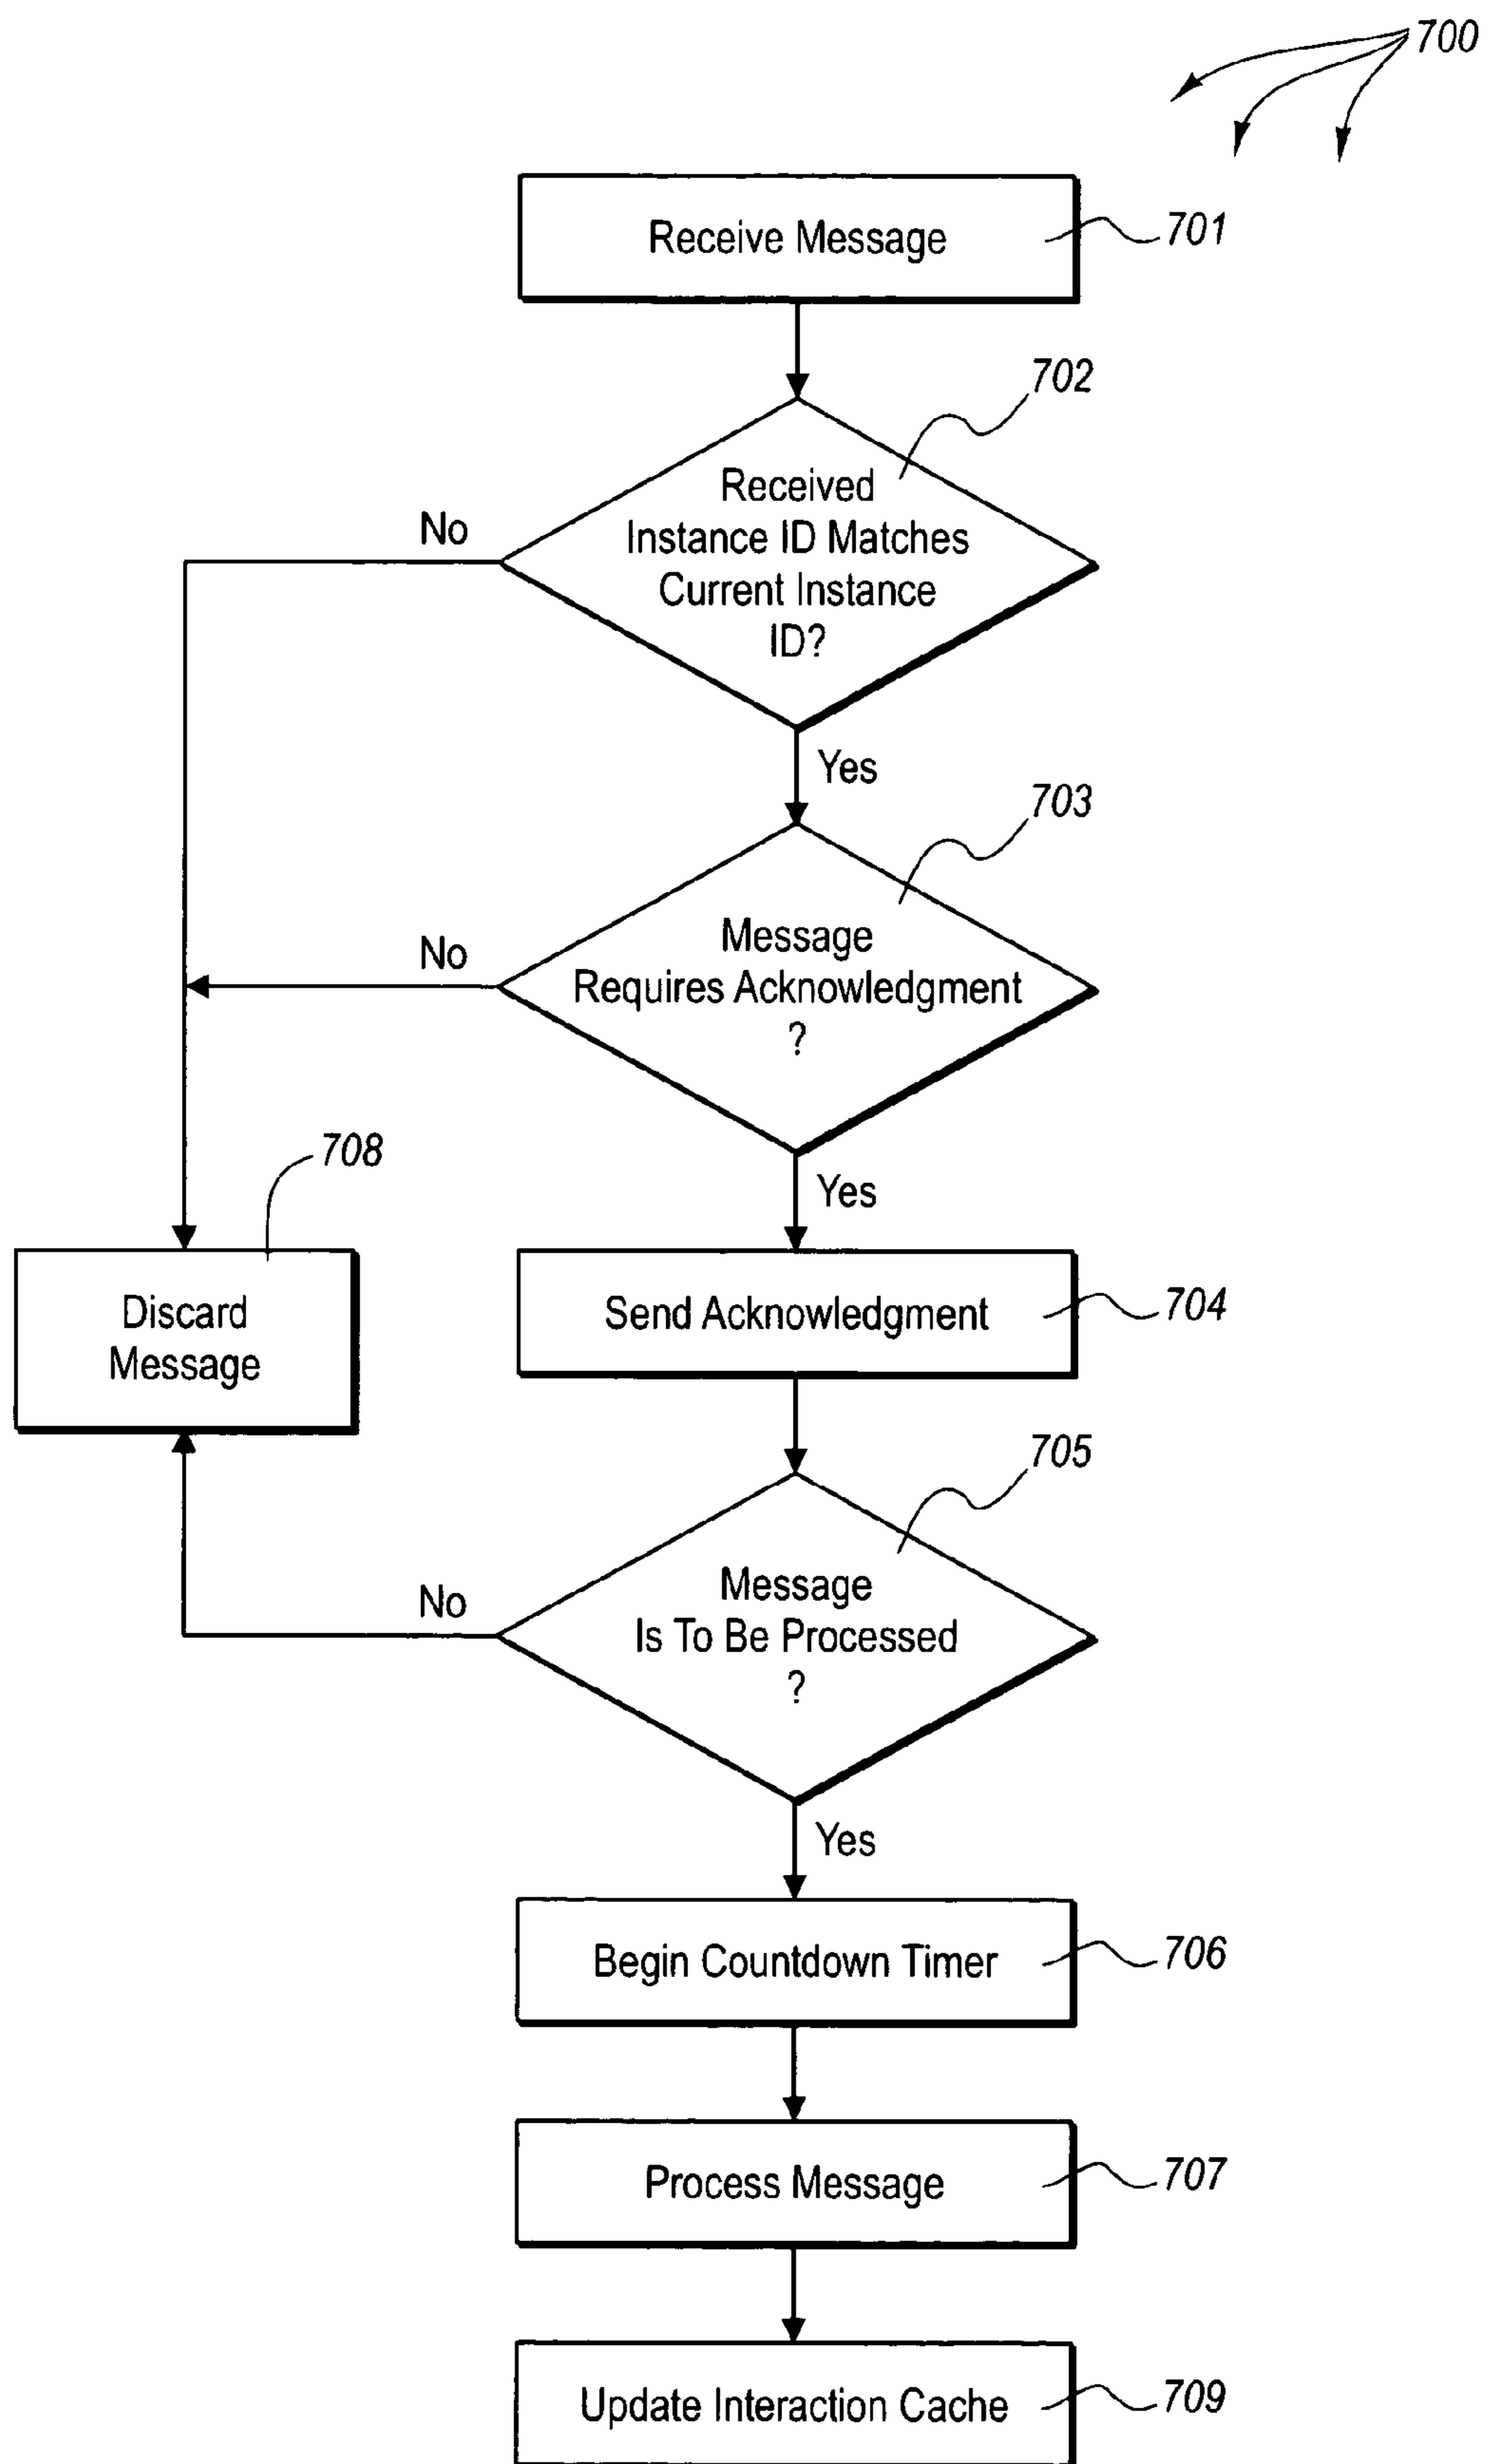 700
Receive Message
701
702
Received
Instance ID Matches
Current Instance
ID?
No
Yes
703
Message
Requires Acknowledgment
?
No
Yes
708
Discard
Message
Send Acknowledgment
704
705
Message
Is To Be Processed
?
No
Yes
Begin Countdown Timer
706
Process Message
707
Update Interaction Cache
709